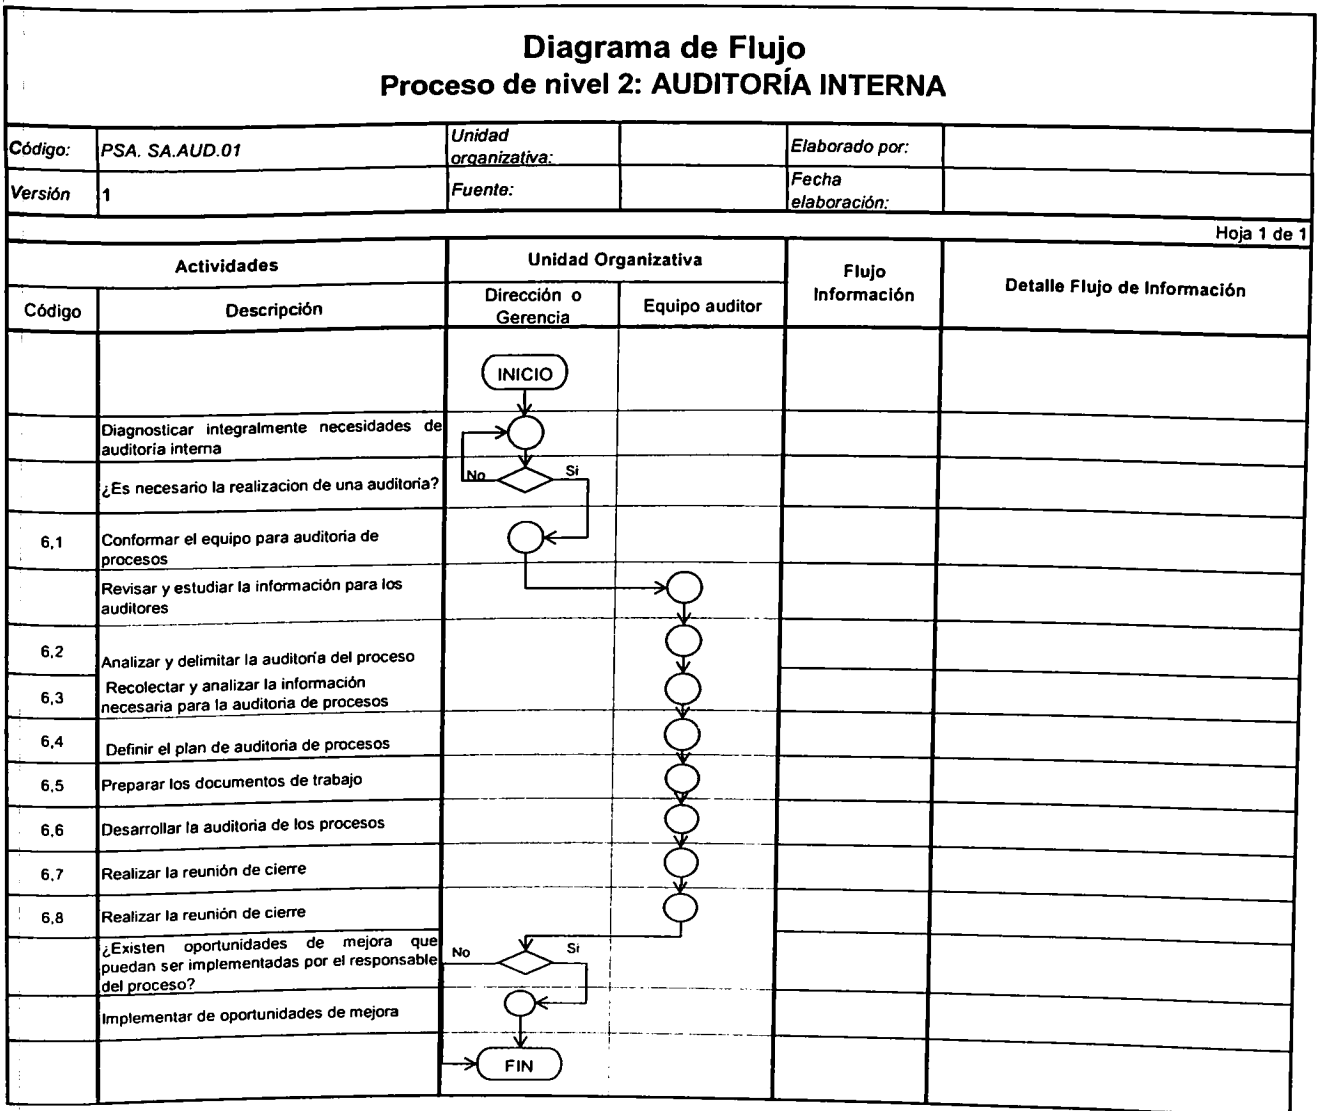 Diagrama de Flujo
Proceso de nivel 2: AUDITORÍA INTERNA
Código: PSA. SA.AUD.01 Unidad organizativa: Elaborado por:
Versión 1 Fuente: Fecha elaboración:
Hoja 1 de 1
Actividades Unidad Organizativa Flujo Información Detalle Flujo de Información
Código Descripción Dirección o Gerencia Equipo auditor
INICIO
Diagnosticar integralmente necesidades de
auditoria interna
¿Es necesario la realizacion de una auditoria? No Si
6,1 Conformar el equipo para auditoria de
procesos
Revisar y estudiar la información para los
auditores
6,2 Analizar y delimitar la auditoría del proceso
6,3 Recolectar y analizar la información
necesaria para la auditoria de procesos
6,4 Definir el plan de auditoria de procesos
6,5 Preparar los documentos de trabajo
6,6 Desarrollar la auditoria de los procesos
6,7 Realizar la reunión de cierre
6,8 Realizar la reunión de cierre
¿Existen oportunidades de mejora que No Si
puedan ser implementadas por el responsable
del proceso?
Implementar de oportunidades de mejora
FIN